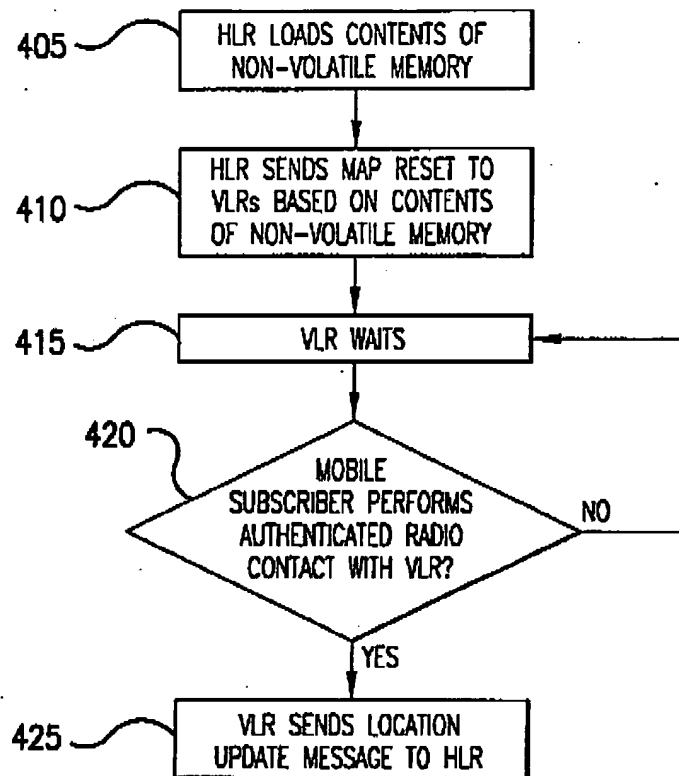 405
HLR LOADS CONTENTS OF
NON-VOLATILE MEMORY
410
HLR SENDS MAP RESET TO
VLRs BASED ON CONTENTS
OF NON-VOLATILE MEMORY
415
VLR WAITS
420
MOBILE
SUBSCRIBER PERFORMS
AUTHENTICATED RADIO
CONTACT WITH VLR?
NO
YES
425
VLR SENDS LOCATION
UPDATE MESSAGE TO HLR